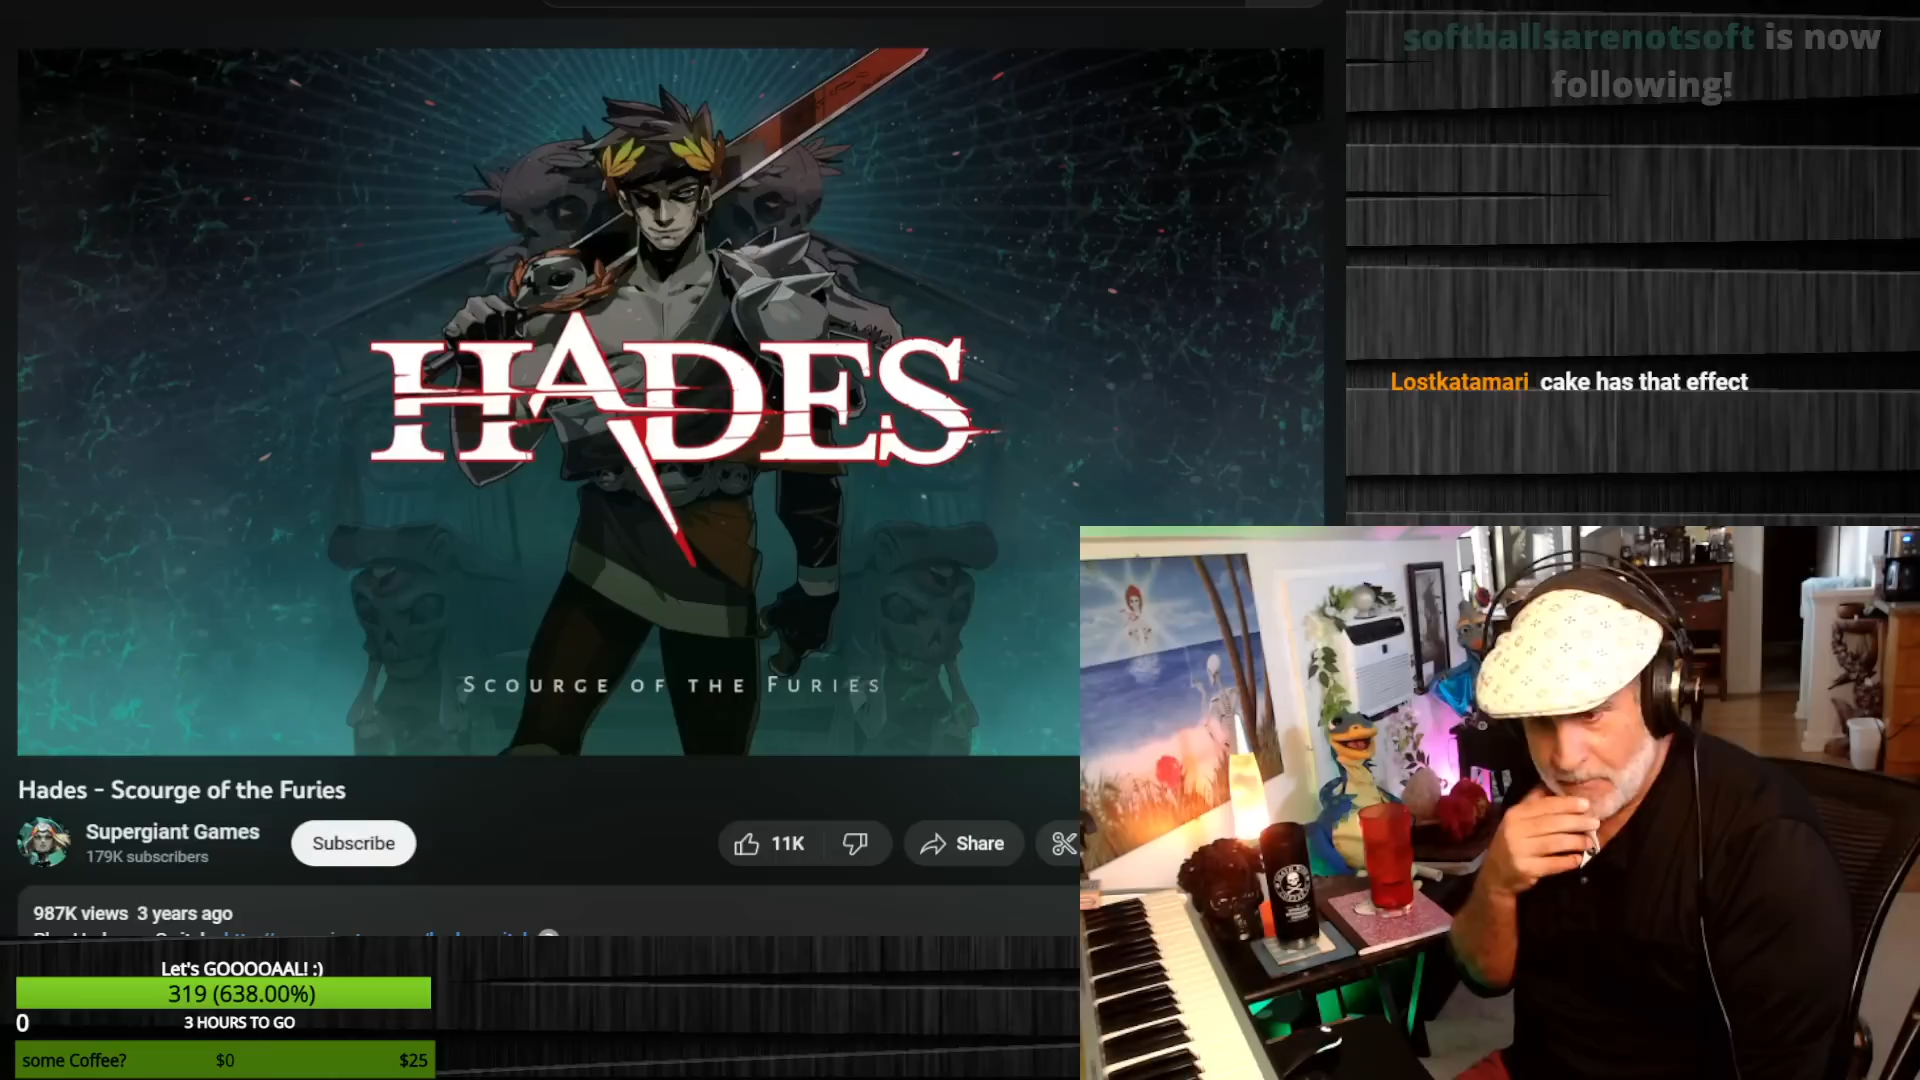 softballsarenotsoft is now
following!
HADES
SCOURGE OF THE FURIES
Lostkatamari cake has that effect
Hades - Scourge of the Furies
Supergiant Games
179K subscribers
Subscribe
11K
Share
987K views 3 years ago
Let's GOOOOAAL! :)
319 (638.00%)
0
3 HOURS TO GO
some Coffee? $0 $25